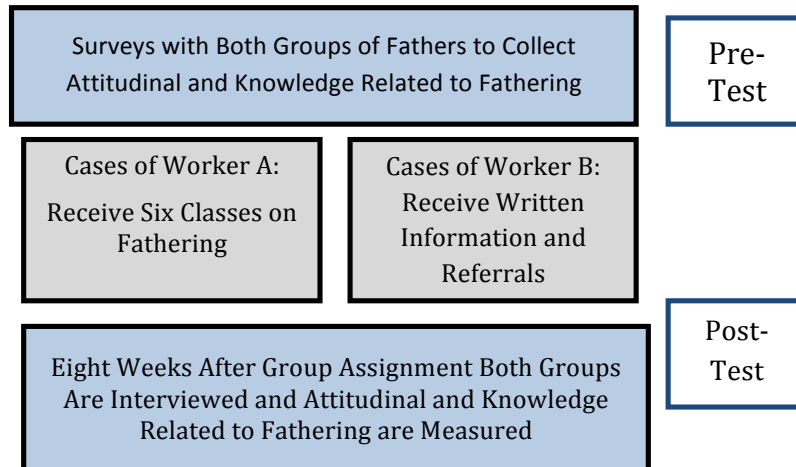 Surveys with Both Groups of Fathers to Collect
Attitudinal and Knowledge Related to Fathering
Pre-
Test
Cases of Worker A:
Receive Six Classes on
Fathering
Cases of Worker B:
Receive Written
Information and
Referrals
Eight Weeks After Group Assignment Both Groups
Are Interviewed and Attitudinal and Knowledge
Related to Fathering are Measured
Post-
Test